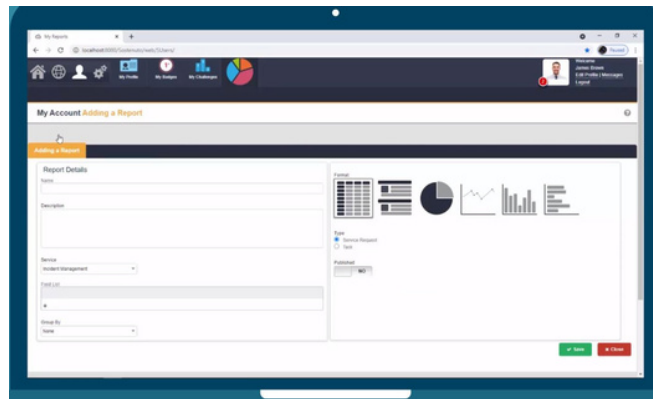 My Reports
Paused
My Profile
My Badges
My Challenges
Welcome
James Brown
Edit Profile | Messages
Logout
My Account Adding a Report
Adding a Report
Report Details
Name
Description
Service
Incident Management
Field List
Group By
None
Format
Type
Service Request
Task
Published
NO
Save
Close